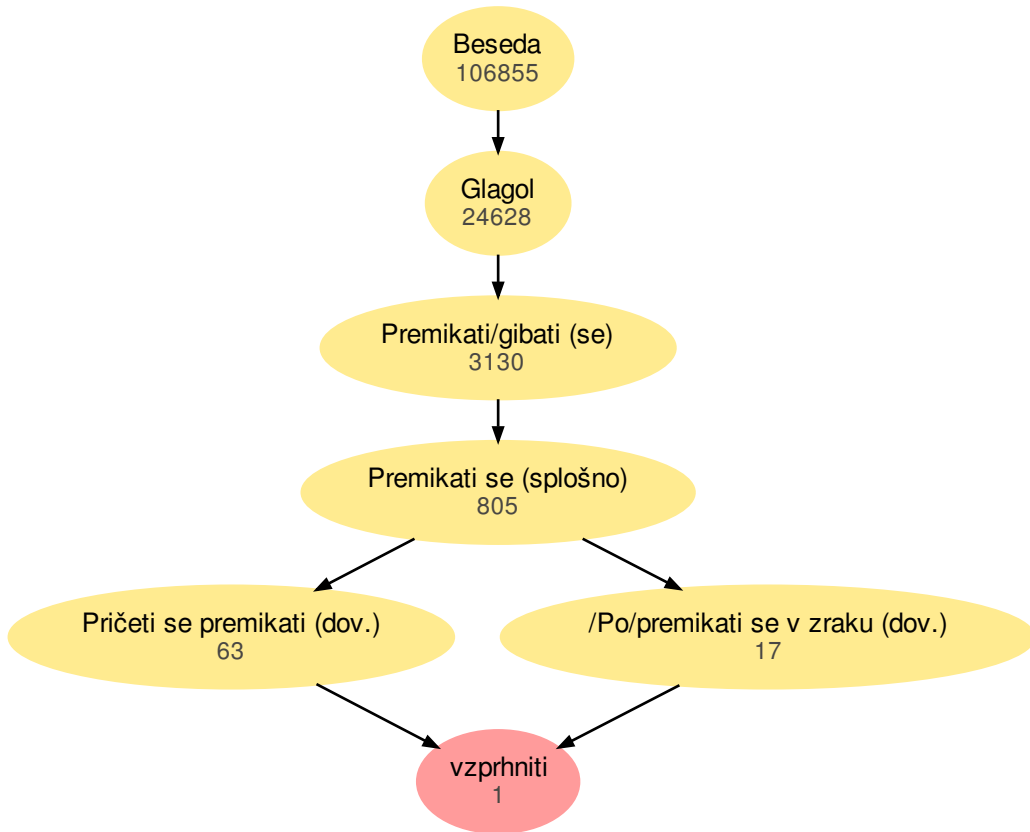 Beseda
106855
Glagol
24628
Premikati/gibati (se)
3130
Premikati se (splošno)
805
Pričeti se premikati (dov.)
63
/Po/premikati se v zraku (dov.)
17
vzprhniti
1